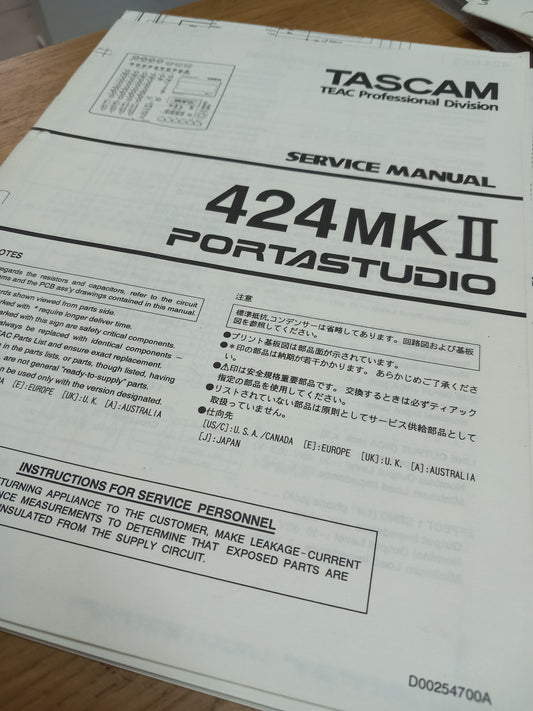 TASCAM
TEAC Professional Division
SERVICE MANUAL
424MKII
PORTASTUDIO
NOTES
regards the resistors and capacitors, refer to the circuit
and the PCB ass'y drawings contained in this manual.
shown viewed from parts side.
marked with * require longer deliver time.
marked with this sign are safety critical components.
always be replaced with identical components –
TEAC Parts List and ensure exact replacement.
in the parts lists, or parts, though listed, having
, are not general "ready-to-supply" parts.
can be used only with the version designated.
[E]:EUROPE [UK]:U.K. [A]:AUSTRALIA
注意
標準抵抗,コンデンサーは省略してあります。回路図および基板
図を参照してください。
●プリント基板図は部品面が示されています。
●*印の部品は納期が若干かかります。あらかじめご了承くださ
い。
●⚠印は安全規格重要部品です。交換するときは必ずティアック
指定の部品を使用してください。
●リストされていない部品は原則としてサービス供給部品として
取扱っていません。
●仕向先
[US/C]:U.S.A./CANADA [E]:EUROPE [UK]:U.K. [A]:AUSTRALIA
[J]:JAPAN
INSTRUCTIONS FOR SERVICE PERSONNEL
RETURNING APPLIANCE TO THE CUSTOMER, MAKE LEAKAGE-CURRENT
MEASUREMENTS TO DETERMINE THAT EXPOSED PARTS ARE
INSULATED FROM THE SUPPLY CIRCUIT.
D00254700A